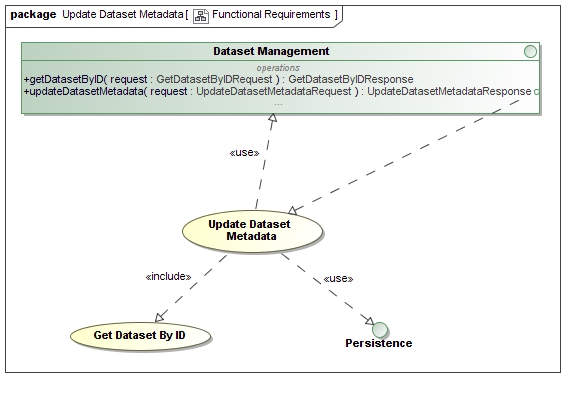 package Update Dataset Metadata [ Functional Requirements ]
Dataset Management
operations
+getDatasetByID( request : GetDatasetByIDRequest ) : GetDatasetByIDResponse
+updateDatasetMetadata( request : UpdateDatasetMetadataRequest ) : UpdateDatasetMetadataResponse
...
«use»
Update Dataset
Metadata
«include»
«use»
Get Dataset By ID
Persistence